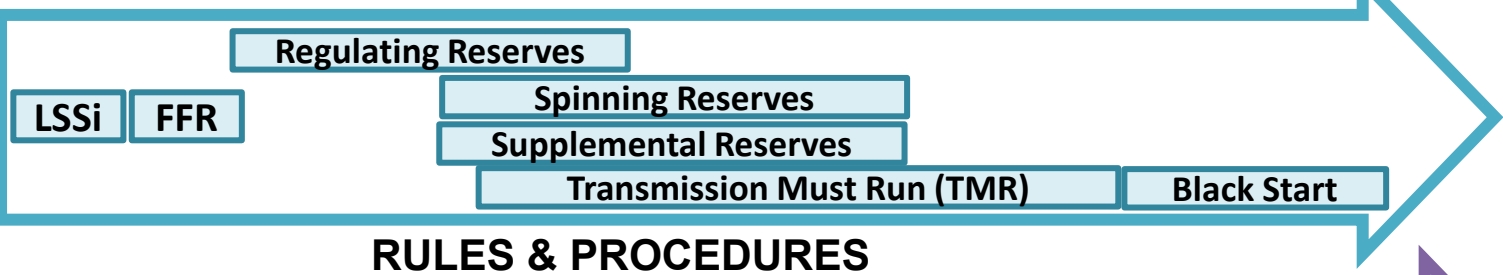 Regulating Reserves
LSSi
FFR
Spinning Reserves
Supplemental Reserves
Transmission Must Run (TMR)
Black Start
RULES & PROCEDURES